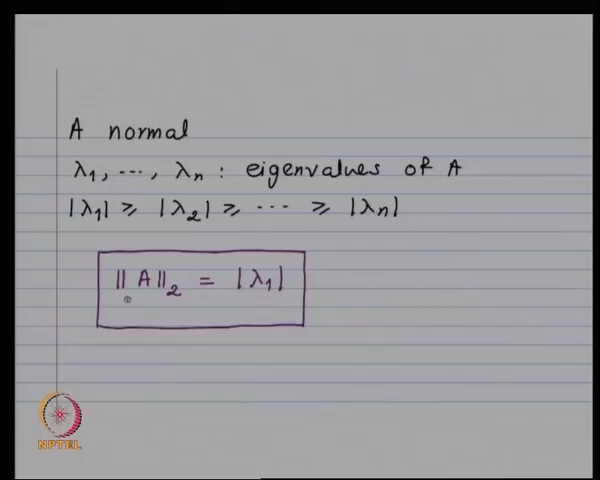 A normal
λ₁, ..., λₙ : eigenvalues of A
|λ₁| ⩾ |λ₂| ⩾ ... ⩾ |λₙ|
||A||₂ = |λ₁|
NPTEL